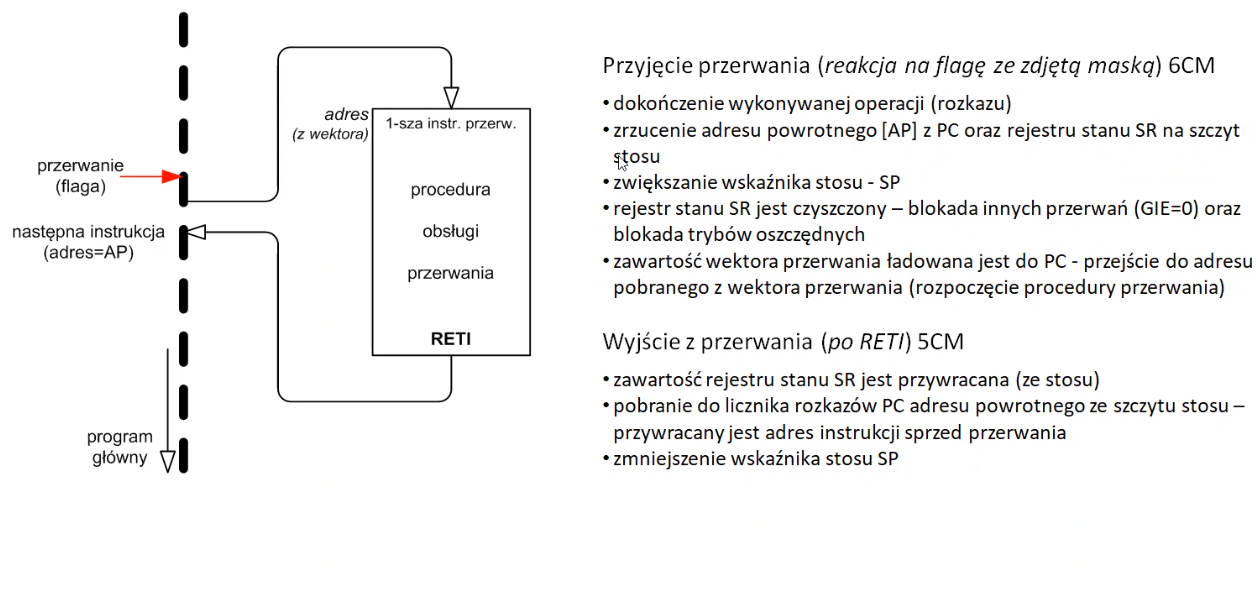 przerwanie
(flaga)
następna instrukcja
(adres=AP)
program
główny
adres
(z wektora)
1-sza instr. przerw.
procedura
obsługi
przerwania
RETI
Przyjęcie przerwania (reakcja na flagę ze zdjętą maską) 6CM
• dokończenie wykonywanej operacji (rozkazu)
• zrzucenie adresu powrotnego [AP] z PC oraz rejestru stanu SR na szczyt
stosu
• zwiększanie wskaźnika stosu - SP
• rejestr stanu SR jest czyszczony – blokada innych przerwań (GIE=0) oraz
blokada trybów oszczędnych
• zawartość wektora przerwania ładowana jest do PC - przejście do adresu
pobranego z wektora przerwania (rozpoczęcie procedury przerwania)
Wyjście z przerwania (po RETI) 5CM
• zawartość rejestru stanu SR jest przywracana (ze stosu)
• pobranie do licznika rozkazów PC adresu powrotnego ze szczytu stosu –
przywracany jest adres instrukcji sprzed przerwania
• zmniejszenie wskaźnika stosu SP